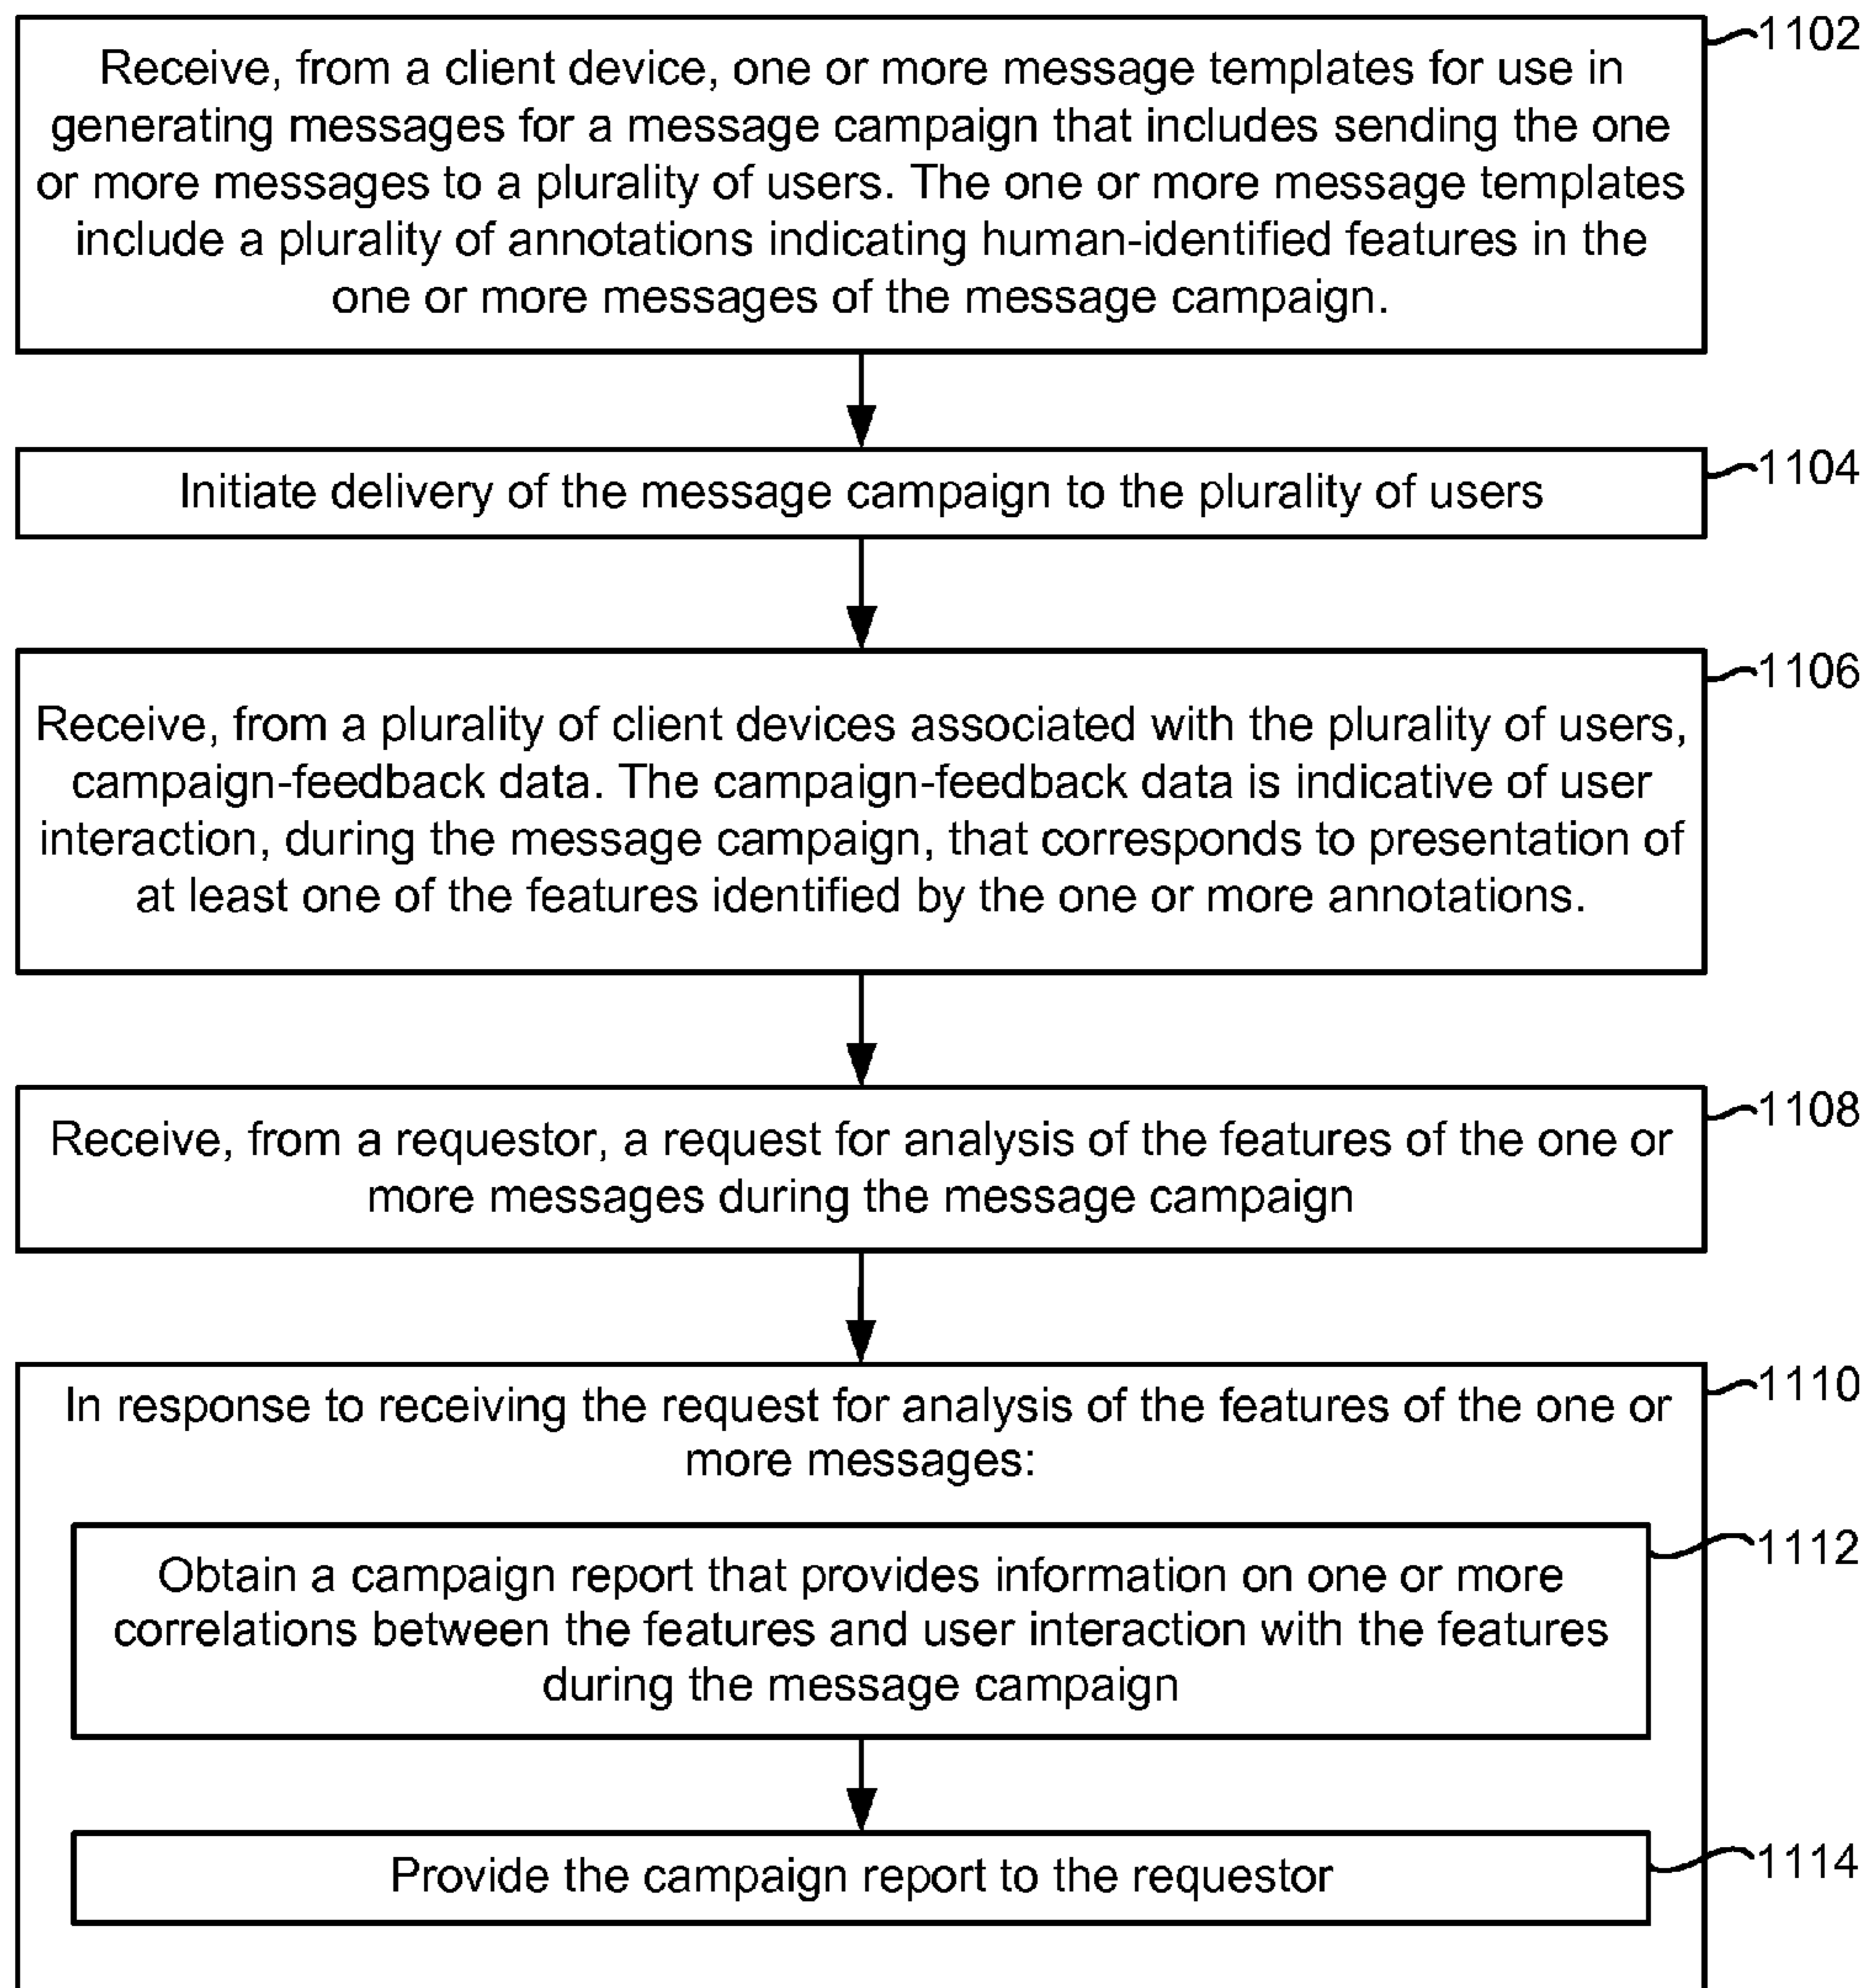 1102
Receive, from a client device, one or more message templates for use in
generating messages for a message campaign that includes sending the one
or more messages to a plurality of users. The one or more message templates
include a plurality of annotations indicating human-identified features in the
one or more messages of the message campaign.
1104
Initiate delivery of the message campaign to the plurality of users
1106
Receive, from a plurality of client devices associated with the plurality of users,
campaign-feedback data. The campaign-feedback data is indicative of user
interaction, during the message campaign, that corresponds to presentation of
at least one of the features identified by the one or more annotations.
1108
Receive, from a requestor, a request for analysis of the features of the one or
more messages during the message campaign
1110
In response to receiving the request for analysis of the features of the one or
more messages:
1112
Obtain a campaign report that provides information on one or more
correlations between the features and user interaction with the features
during the message campaign
1114
Provide the campaign report to the requestor